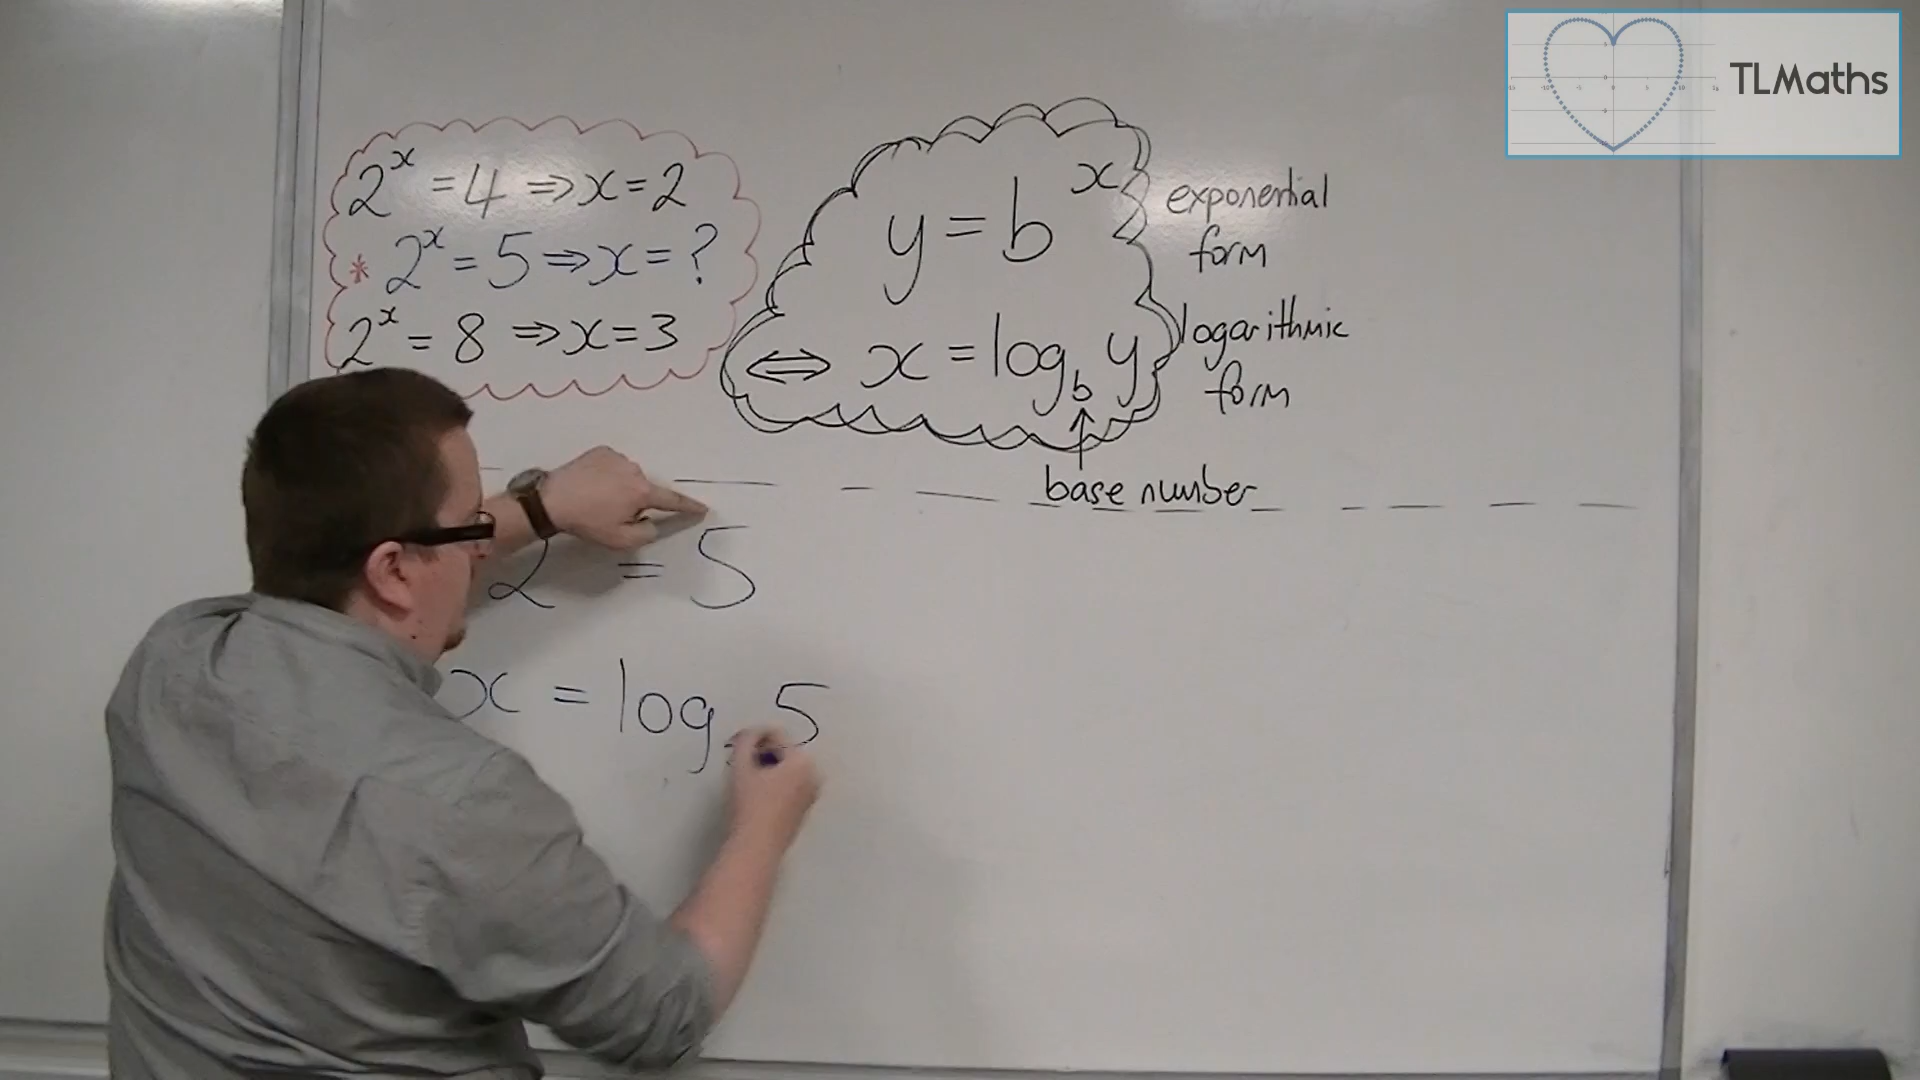 TLMaths
2^x = 4 ⇒ x = 2
* 2^x = 5 ⇒ x = ?
2^x = 8 ⇒ x = 3
y = b^x
exponential
form
⇔ x = log_b y
logarithmic
form
base number
2 = 5
x = log 5